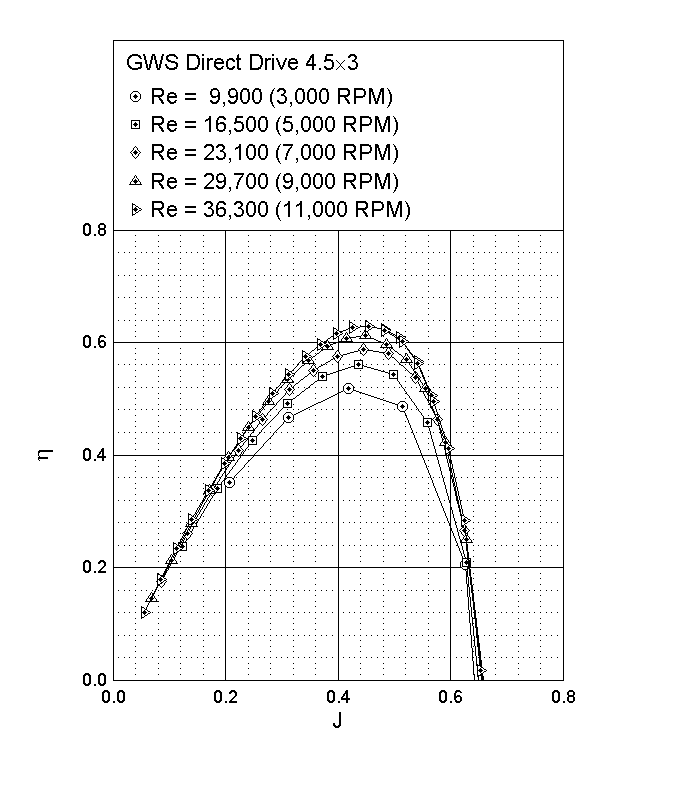 GWS Direct Drive 4.5×3
Re =  9,900 (3,000 RPM)
Re = 16,500 (5,000 RPM)
Re = 23,100 (7,000 RPM)
Re = 29,700 (9,000 RPM)
Re = 36,300 (11,000 RPM)
0.8
0.6
η
0.4
0.2
0.0
0.0 0.2 0.4 0.6 0.8
J